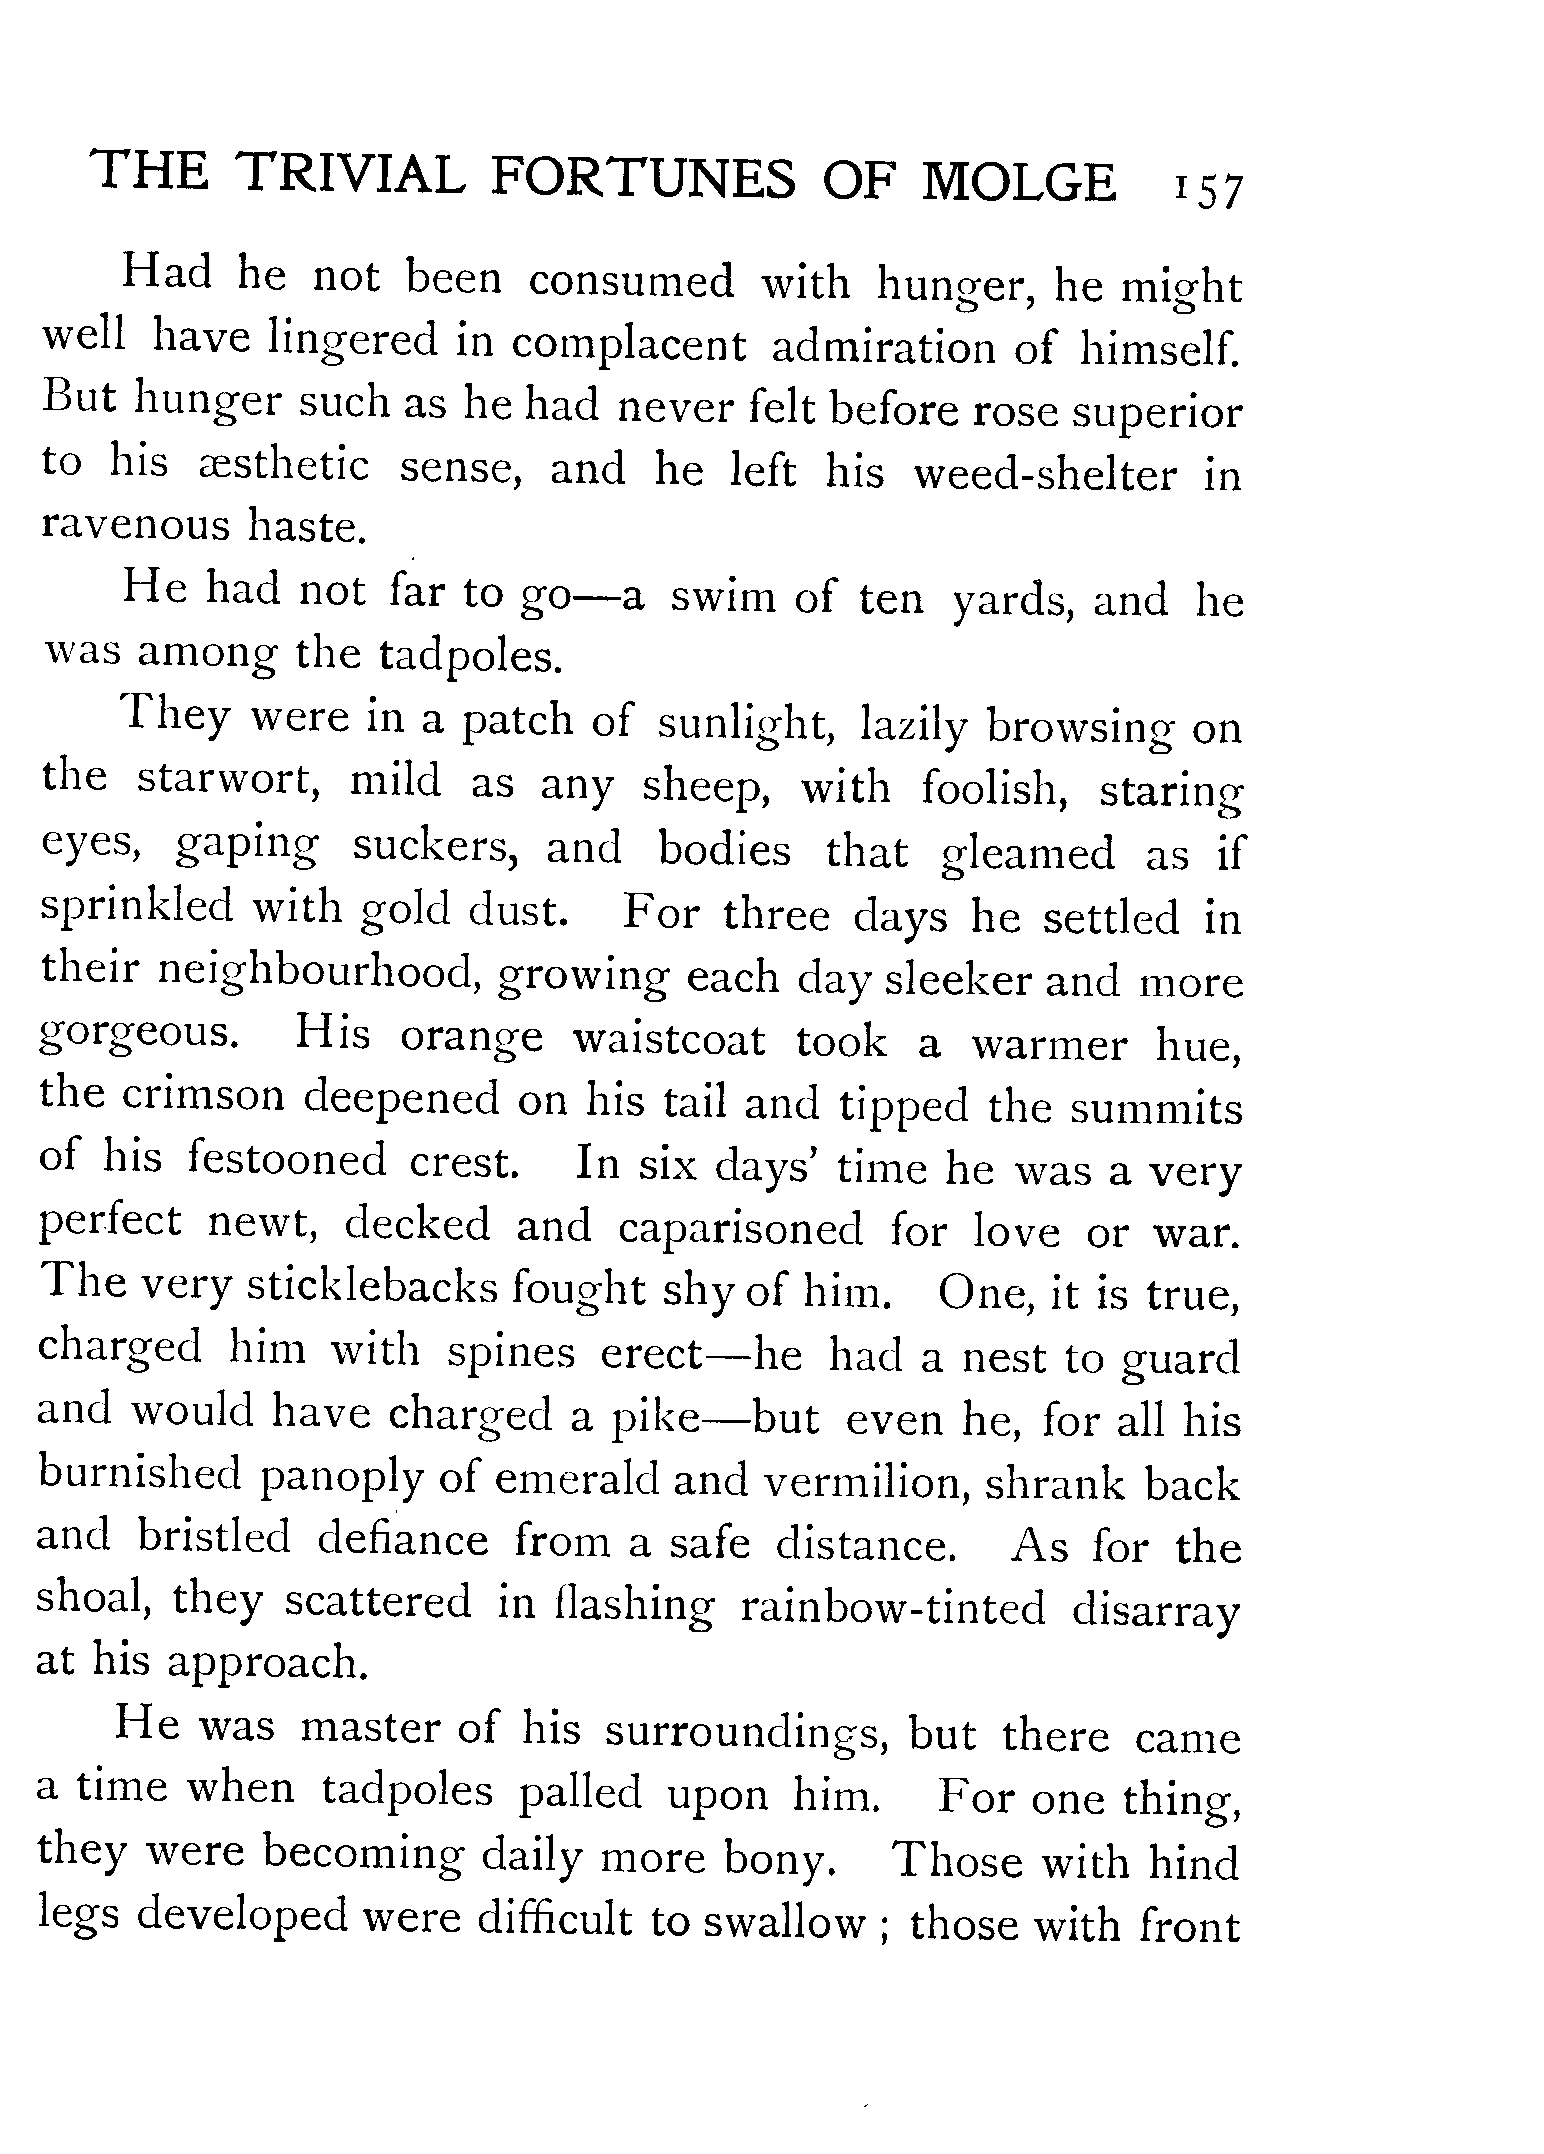 THE TRIVIAL FORTUNES OF MOLGE 157
Had he not been consumed with hunger, he might
well have lingered in complacent admiration of himself.
But hunger such as he had never felt before rose superior
to his æsthetic sense, and he left his weed-shelter in
ravenous haste.
He had not far to go—a swim of ten yards, and he
was among the tadpoles.
They were in a patch of sunlight, lazily browsing on
the starwort, mild as any sheep, with foolish, staring
eyes, gaping suckers, and bodies that gleamed as if
sprinkled with gold dust. For three days he settled in
their neighbourhood, growing each day sleeker and more
gorgeous. His orange waistcoat took a warmer hue,
the crimson deepened on his tail and tipped the summits
of his festooned crest. In six days' time he was a very
perfect newt, decked and caparisoned for love or war.
The very sticklebacks fought shy of him. One, it is true,
charged him with spines erect—he had a nest to guard
and would have charged a pike—but even he, for all his
burnished panoply of emerald and vermilion, shrank back
and bristled defiance from a safe distance. As for the
shoal, they scattered in flashing rainbow-tinted disarray
at his approach.
He was master of his surroundings, but there came
a time when tadpoles palled upon him. For one thing,
they were becoming daily more bony. Those with hind
legs developed were difficult to swallow ; those with front